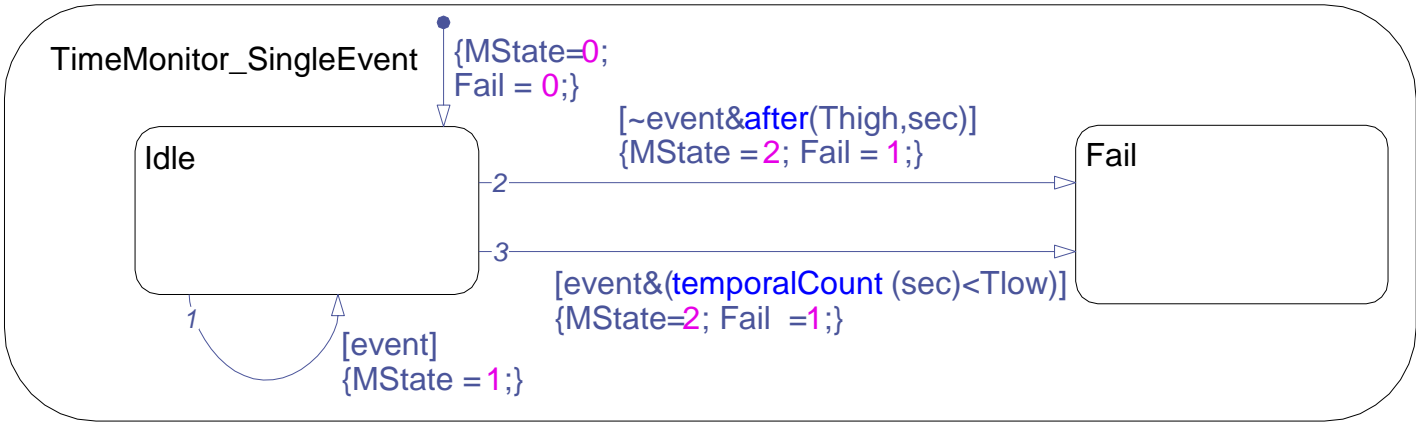 TimeMonitor_SingleEvent
{MState=0;
Fail = 0;}
[~event&after(Thigh,sec)]
{MState = 2; Fail = 1;}
Idle
Fail
2
3
[event&(temporalCount (sec)<Tlow)]
{MState=2; Fail =1;}
1
[event]
{MState = 1;}